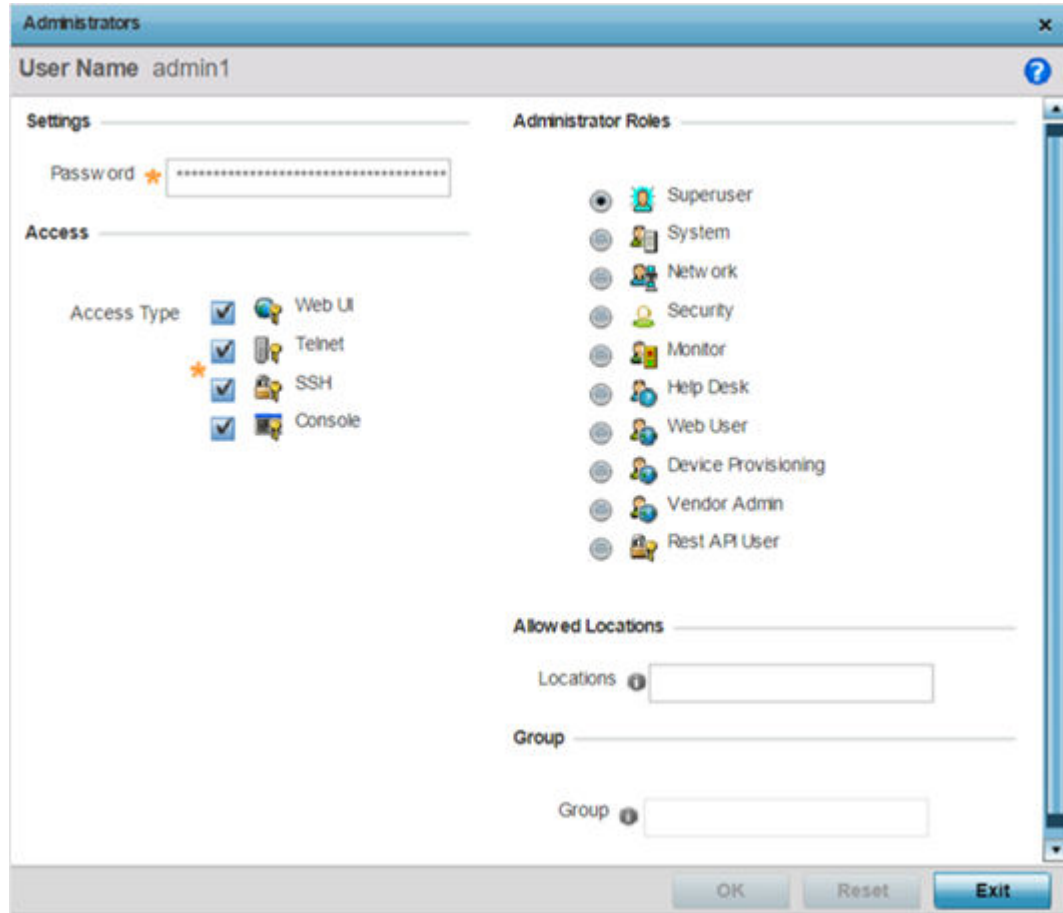 Administrators
User Name admin1
Settings
Password * ************************************
Access
Access Type
Web UI
Telnet
*
SSH
Console
Administrator Roles
Superuser
System
Network
Security
Monitor
Help Desk
Web User
Device Provisioning
Vendor Admin
Rest API User
Allowed Locations
Locations
Group
Group
OK Reset Exit